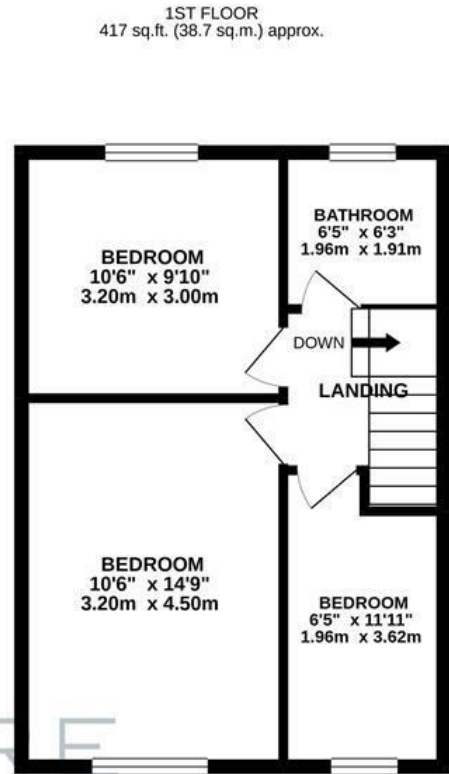 1ST FLOOR
417 sq.ft. (38.7 sq.m.) approx.
BATHROOM
6'5" x 6'3"
1.96m x 1.91m
BEDROOM
10'6" x 9'10"
3.20m x 3.00m
DOWN
LANDING
BEDROOM
10'6" x 14'9"
3.20m x 4.50m
BEDROOM
6'5" x 11'11"
1.96m x 3.62m